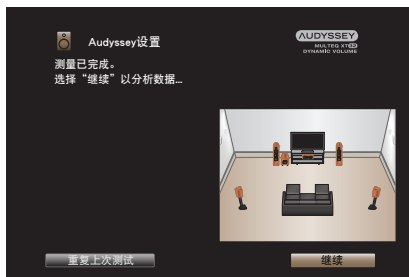 Audyssey设置
AUDYSSEY
MULTEQ XT32
DYNAMIC VOLUME
测量已完成。
选择“继续”以分析数据...
重复上次测试
继续